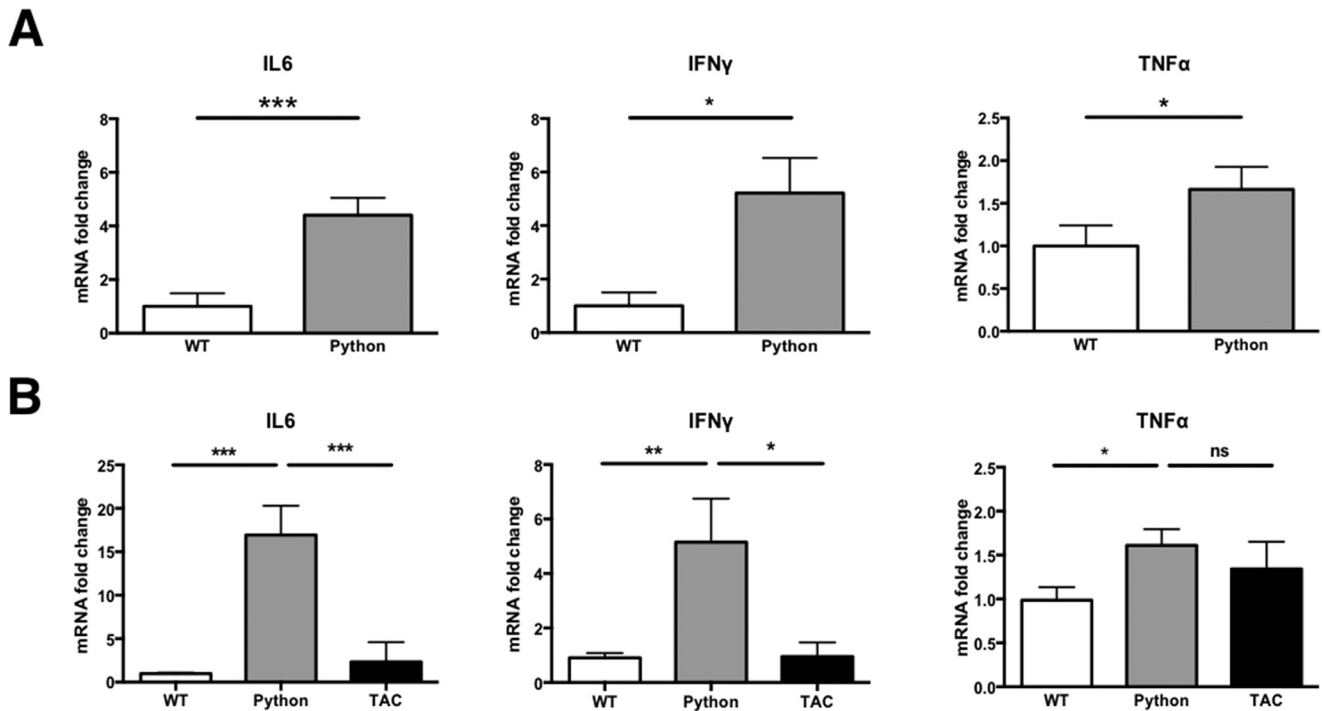 A
IL6
IFNγ
TNFα
***
*
*
mRNA fold change
8
6
4
2
0
WT
Python
mRNA fold change
8
6
4
2
0
WT
Python
mRNA fold change
2.5
2.0
1.5
1.0
0.5
0.0
WT
Python
B
IL6
IFNγ
TNFα
***
***
**
*
*
ns
mRNA fold change
25
20
15
10
5
0
WT
Python
TAC
mRNA fold change
8
6
4
2
0
WT
Python
TAC
mRNA fold change
2.5
2.0
1.5
1.0
0.5
0.0
WT
Python
TAC